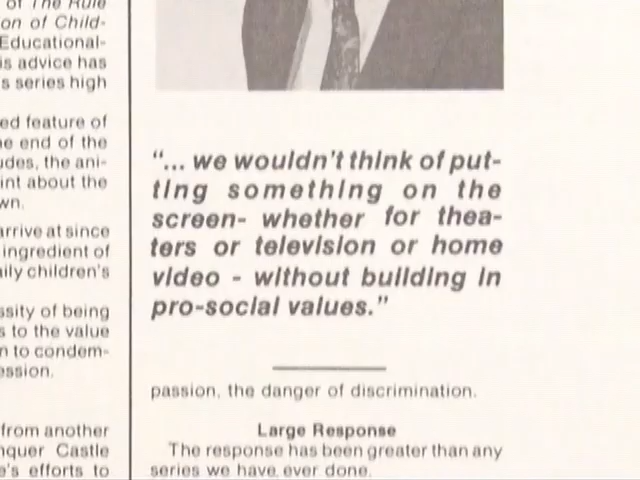 of The Rule
on of Child-
Educational-
is advice has
s series high
ed feature of
e end of the
udes, the ani-
int about the
wn.
arrive at since
ingredient of
aily children's
ssity of being
s to the value
n to condem-
ession.
from another
nquer Castle
e's efforts to
"... we wouldn't think of put-
ting something on the
screen- whether for thea-
ters or television or home
video - without building in
pro-social values."
passion, the danger of discrimination.
Large Response
The response has been greater than any
series we have ever done.